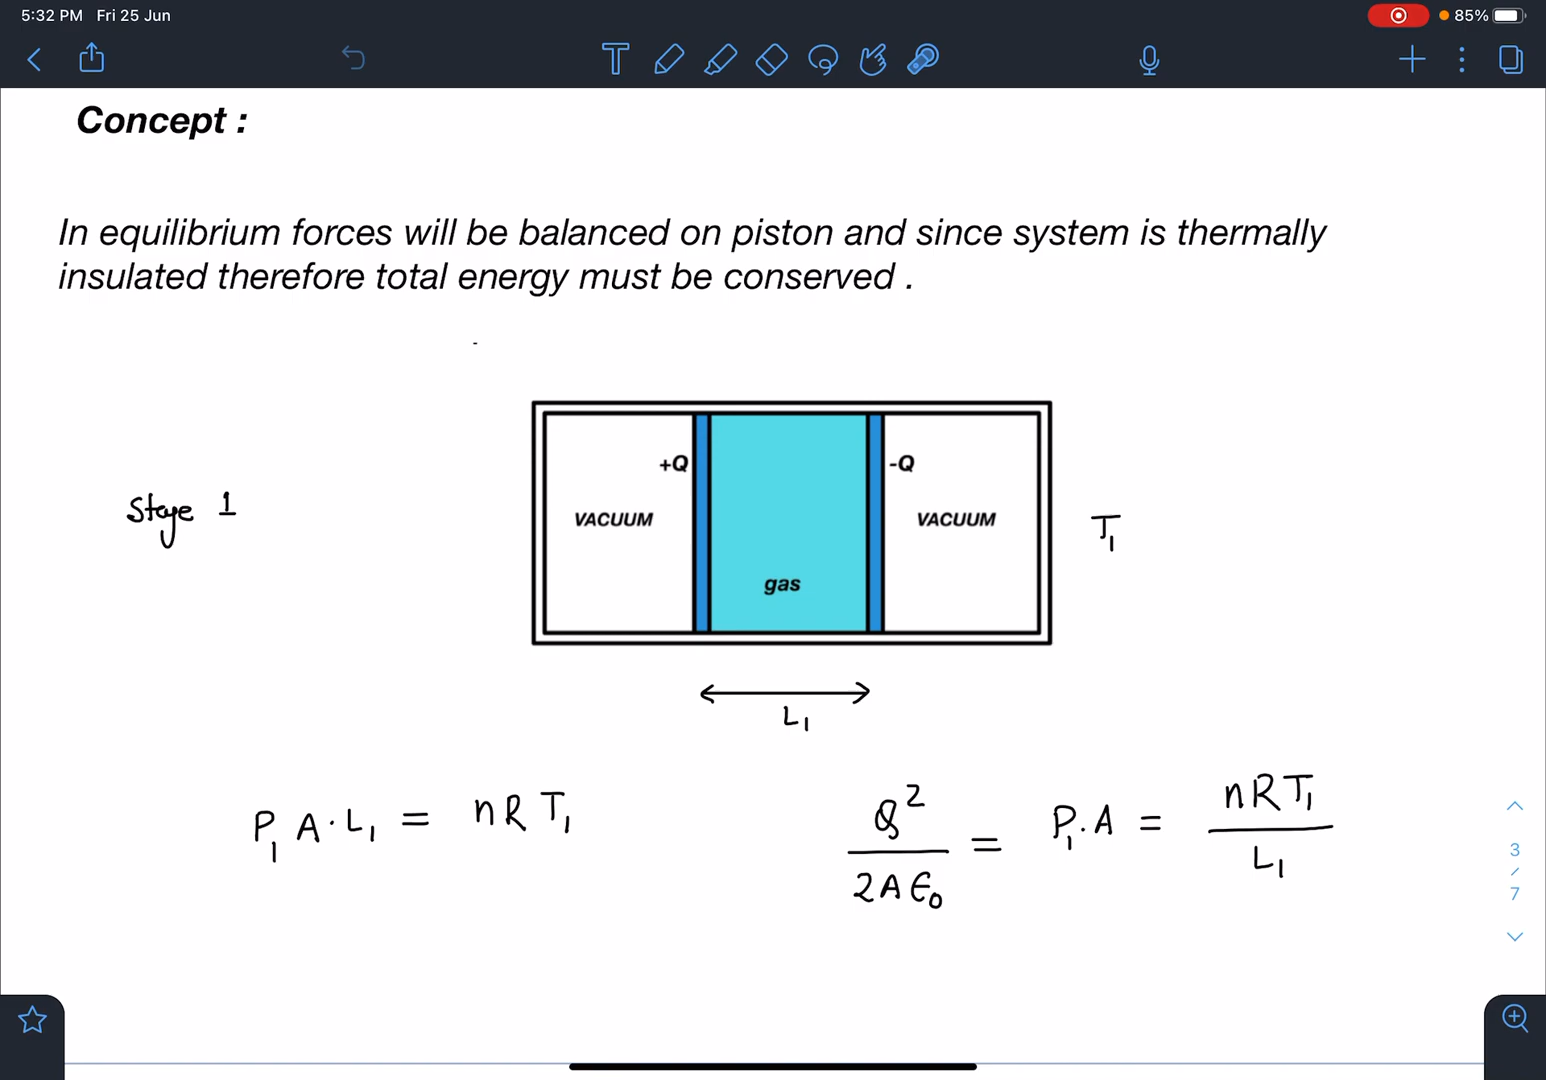 5:32 PM Fri 25 Jun
85%
T
Concept :
In equilibrium forces will be balanced on piston and since system is thermally
insulated therefore total energy must be conserved .
+Q
-Q
Stage 1
VACUUM
VACUUM
T₁
gas
L₁
P₁ A · L₁ = nRT₁
Q² / 2Aϵ₀ = P₁ · A = nRT₁ / L₁
3
/
7